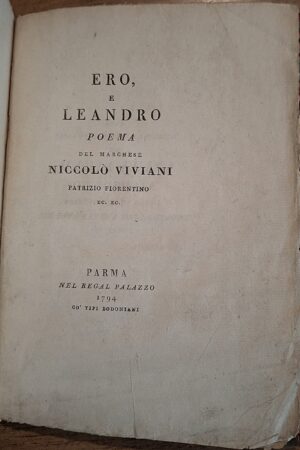 ERO,
E
LEANDRO
POEMA
DEL MARCHESE
NICCOLÒ VIVIANI
PATRIZIO FIORENTINO
EC. EC.
PARMA
NEL REGAL PALAZZO
1794
CO' TIPI BODONIANI